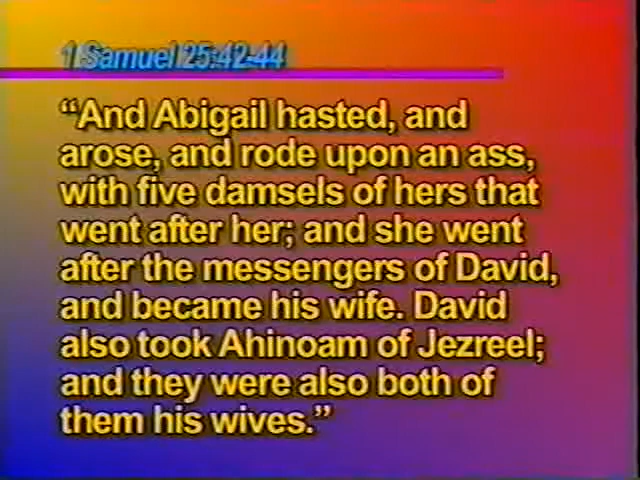 1 Samuel 25:42-44
“And Abigail hasted, and
arose, and rode upon an ass,
with five damsels of hers that
went after her; and she went
after the messengers of David,
and became his wife. David
also took Ahinoam of Jezreel;
and they were also both of
them his wives.”